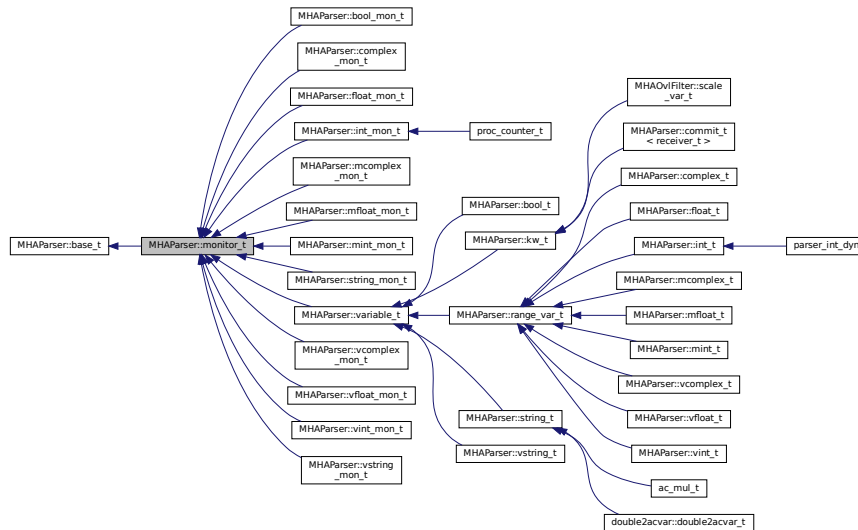 MHAParser::bool_mon_t
MHAParser::complex
_mon_t
MHAParser::float_mon_t
MHAParser::int_mon_t
MHAParser::mcomplex
_mon_t
MHAParser::mfloat_mon_t
MHAParser::base_t
MHAParser::monitor_t
MHAParser::mint_mon_t
MHAParser::string_mon_t
MHAParser::variable_t
MHAParser::vcomplex
_mon_t
MHAParser::vfloat_mon_t
MHAParser::vint_mon_t
MHAParser::vstring
_mon_t
proc_counter_t
MHAParser::bool_t
MHAParser::kw_t
MHAParser::range_var_t
MHAParser::string_t
MHAParser::vstring_t
MHAOvlFilter::scale
_var_t
MHAParser::commit_t
< receiver_t >
MHAParser::complex_t
MHAParser::float_t
MHAParser::int_t
parser_int_dyn
MHAParser::mcomplex_t
MHAParser::mfloat_t
MHAParser::mint_t
MHAParser::vcomplex_t
MHAParser::vfloat_t
MHAParser::vint_t
ac_mul_t
double2acvar::double2acvar_t